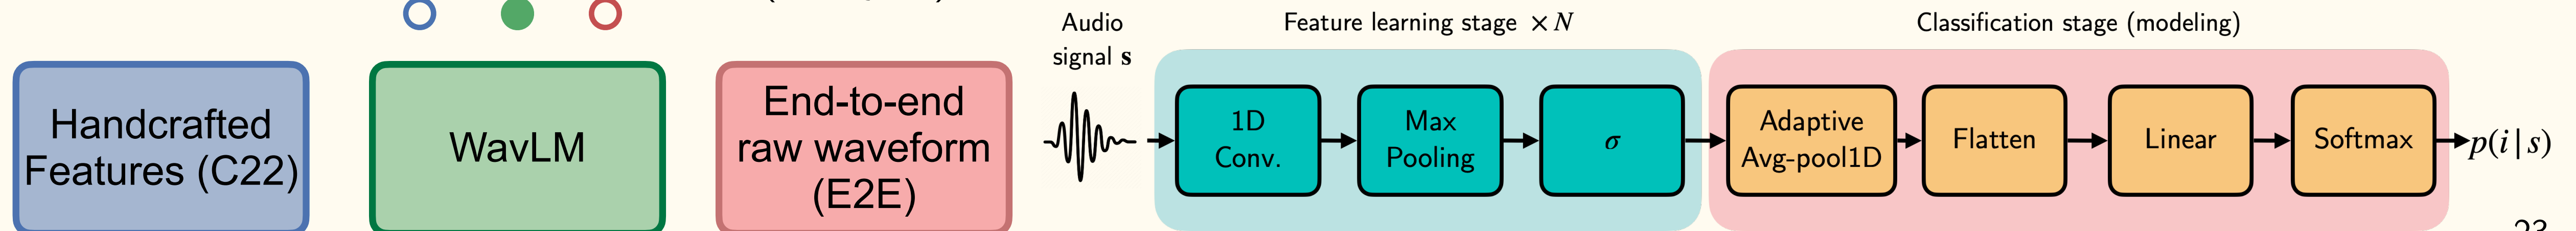 Handcrafted
Features (C22)
WavLM
End-to-end
raw waveform
(E2E)
Audio
signal s
Feature learning stage × N
1D
Conv.
Max
Pooling
σ
Classification stage (modeling)
Adaptive
Avg-pool1D
Flatten
Linear
Softmax
p(i|s)